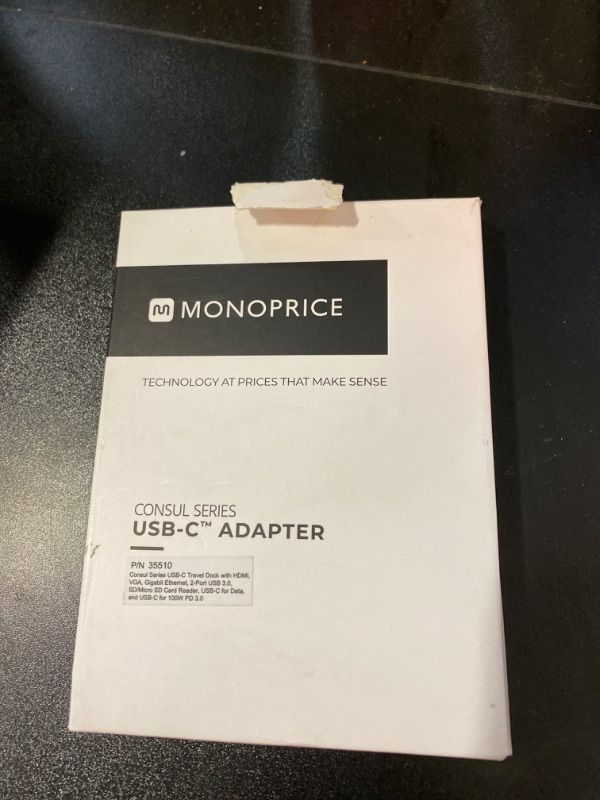 MONOPRICE
TECHNOLOGY AT PRICES THAT MAKE SENSE
CONSUL SERIES
USB-C™ ADAPTER
P/N 35510
Consul Series USB-C Travel Dock with HDMI,
VGA, Gigabit Ethernet, 2-Port USB 3.0,
SD/Micro SD Card Reader, USB-C for Data,
and USB-C for 100W PD 3.0